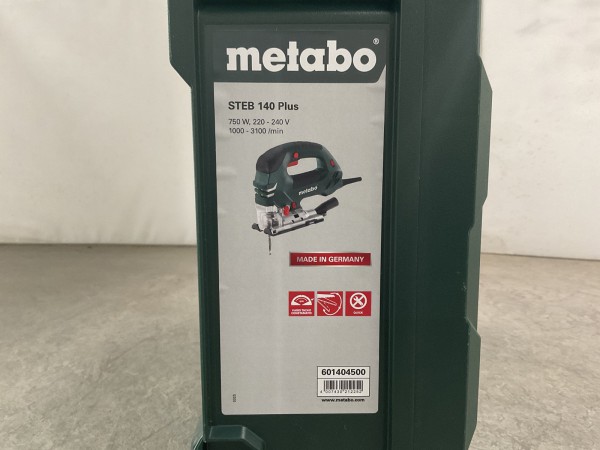 metabo®
STEB 140 Plus
750 W, 220 - 240 V
1000 - 3100 /min
metabo
MADE IN GERMANY
601404500
www.metabo.com